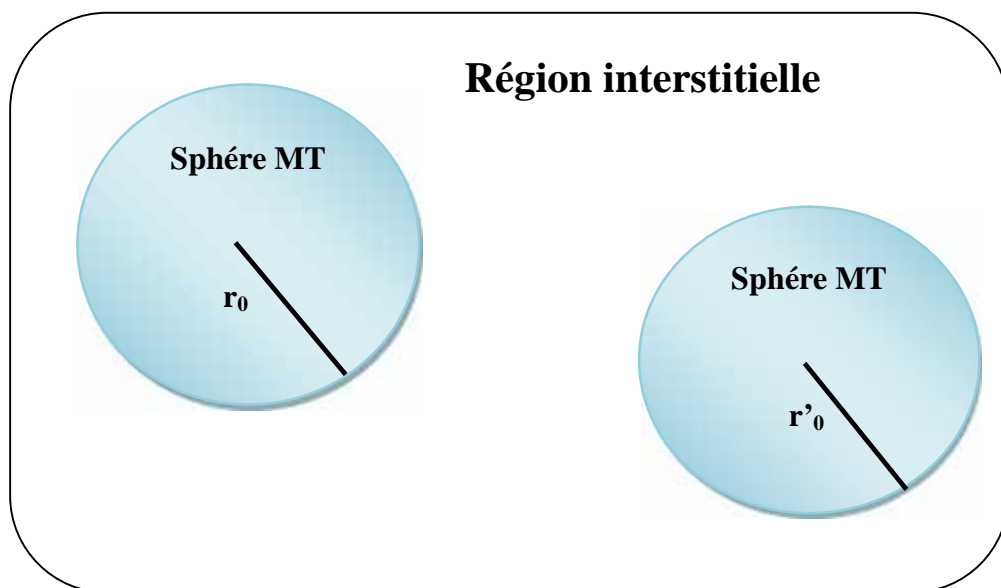 Région interstitielle
Sphére MT
r₀
Sphére MT
r’₀